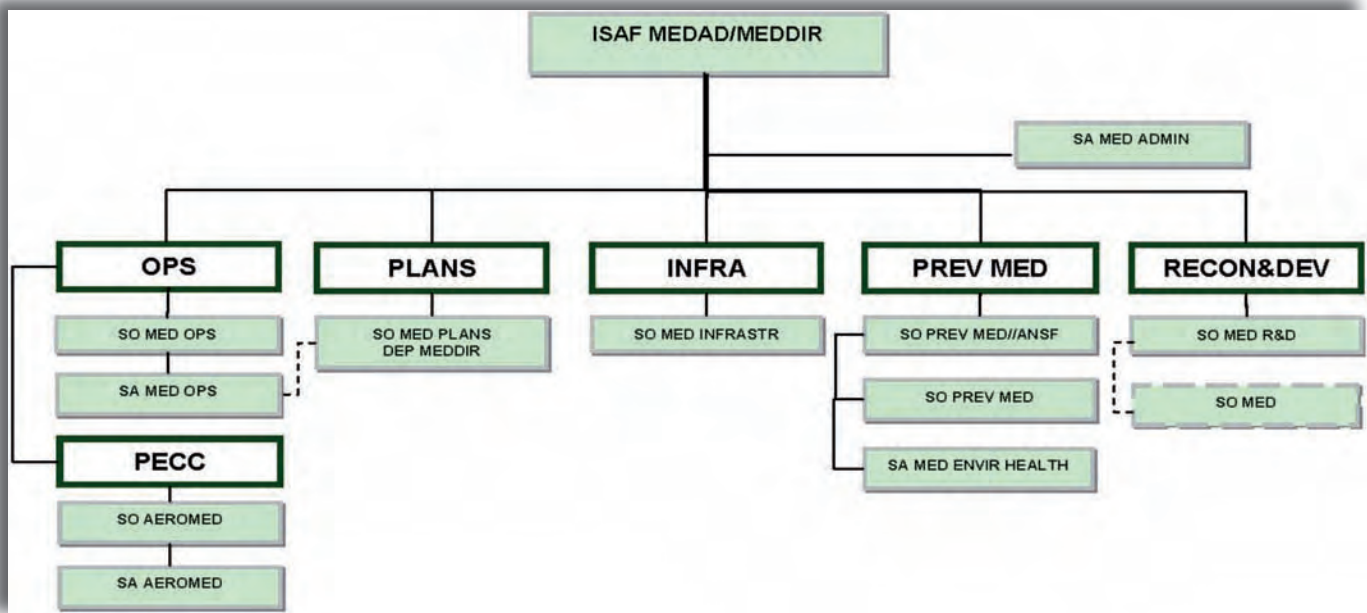 ISAF MEDAD/MEDDIR
SA MED ADMIN
OPS
PLANS
INFRA
PREV MED
RECON&DEV
SO MED OPS
SO MED PLANS
DEP MEDDIR
SO MED INFRASTR
SO PREV MED//ANSF
SO MED R&D
SA MED OPS
SO PREV MED
SO MED
PECC
SA MED ENVIR HEALTH
SO AEROMED
SA AEROMED